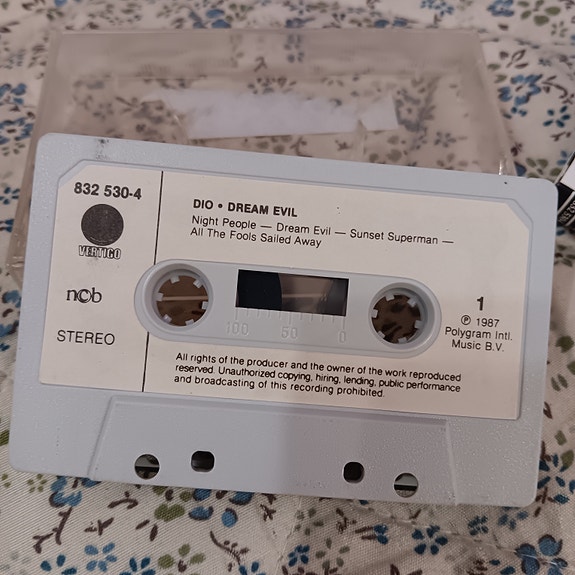 832 530-4
VERTIGO
ncb
STEREO
DIO • DREAM EVIL
Night People — Dream Evil — Sunset Superman —
All The Fools Sailed Away
100 50 0
1
Ⓟ 1987
Polygram Intl.
Music B.V.
All rights of the producer and the owner of the work reproduced
reserved. Unauthorized copying, hiring, lending, public performance
and broadcasting of this recording prohibited.